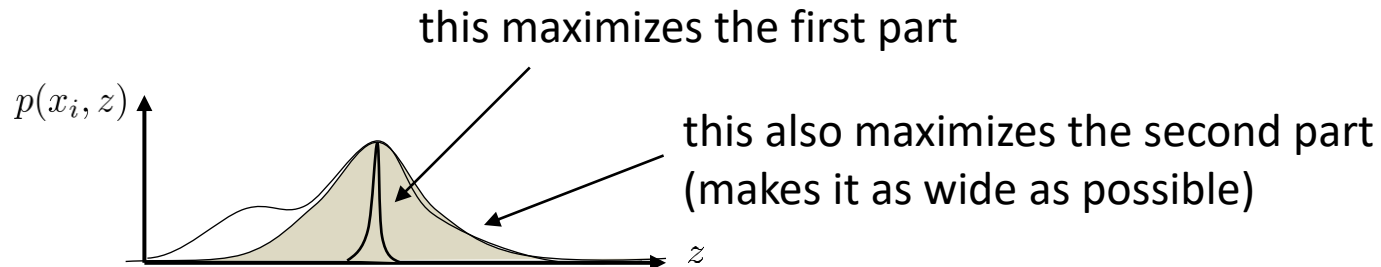 this maximizes the first part
p(x_i, z)
this also maximizes the second part
(makes it as wide as possible)
z